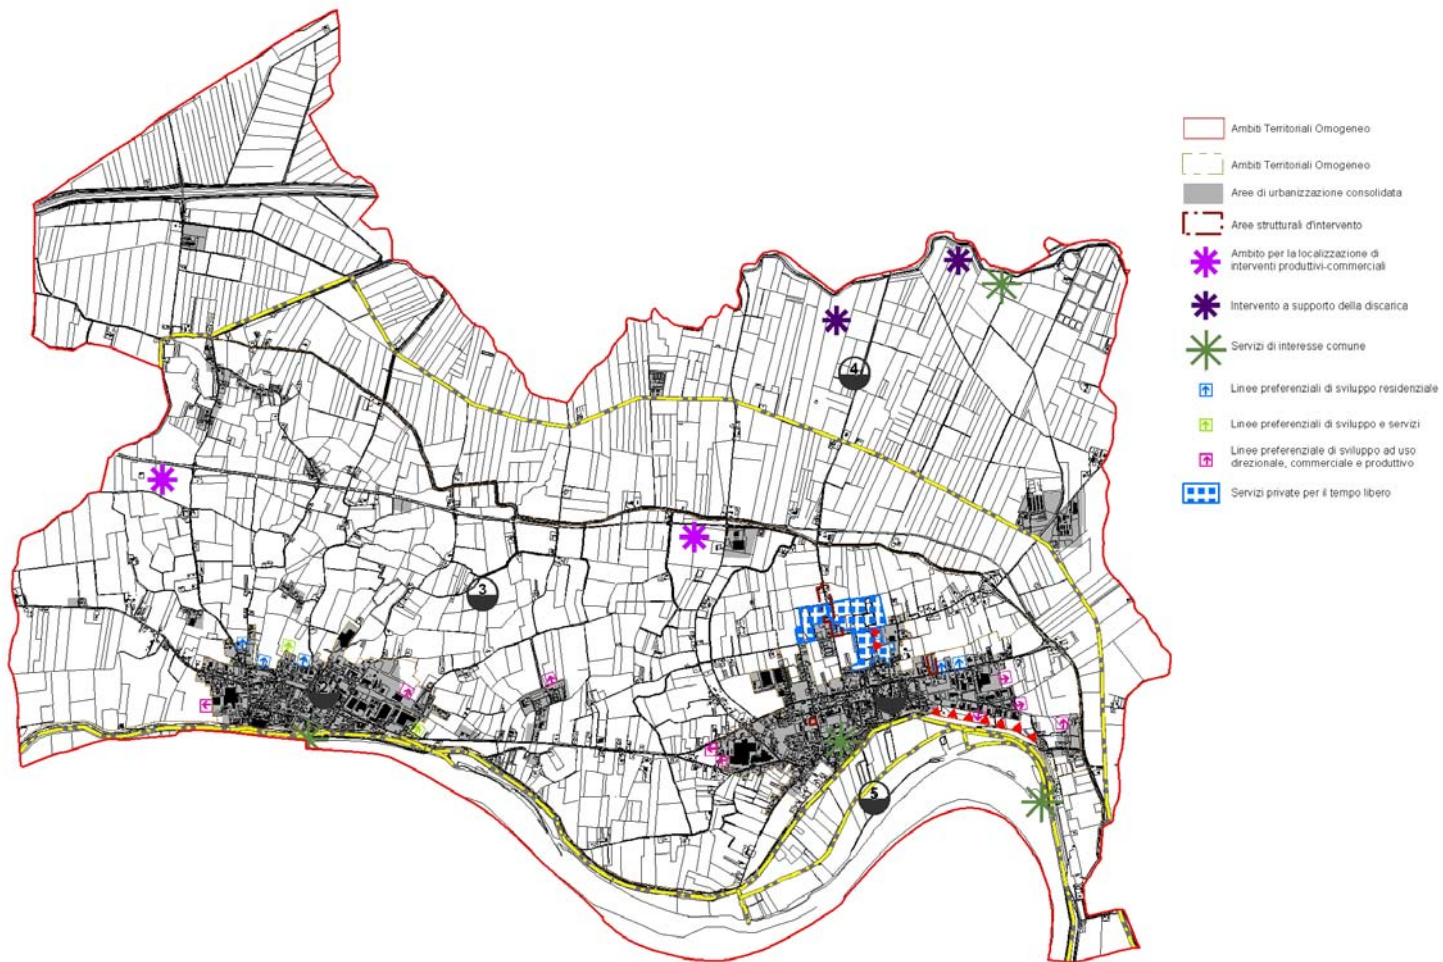 Ambiti Territoriali Omogeneo
Ambiti Territoriali Omogeneo
Aree di urbanizzazione consolidata
Aree strutturali d'intervento
Ambito per la localizzazione di
interventi produttivi-commerciali
Intervento a supporto della discarica
Servizi di interesse comune
Linee preferenziali di sviluppo residenziale
Linee preferenziali di sviluppo e servizi
Linee preferenziale di sviluppo ad uso
direzionale, commerciale e produttivo
Servizi private per il tempo libero
4
3
5